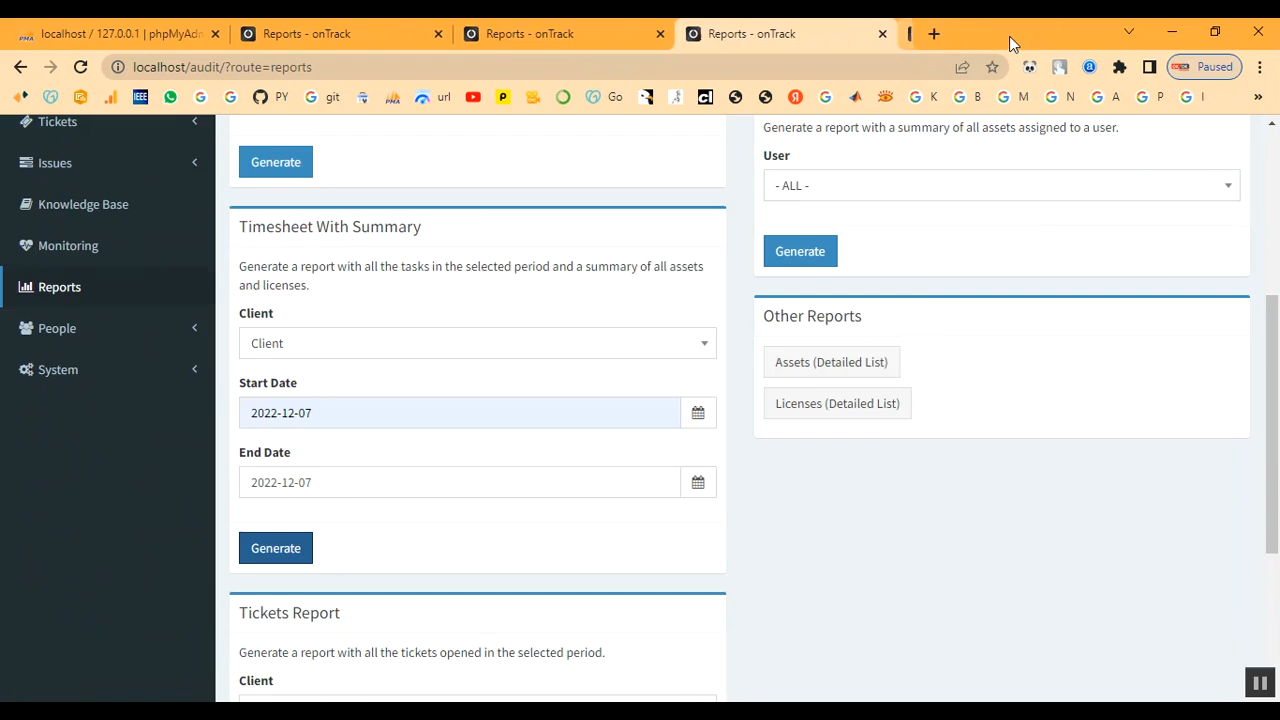 localhost / 127.0.0.1 | phpMyAdn
Reports - onTrack
Reports - onTrack
Reports - onTrack
localhost/audit/?route=reports
Paused
PY
git
url
Go
K
B
M
N
A
P
I
»
Tickets
Issues
Knowledge Base
Monitoring
Reports
People
System
Generate
Timesheet With Summary
Generate a report with all the tasks in the selected period and a summary of all assets
and licenses.
Client
Client
Start Date
2022-12-07
End Date
2022-12-07
Generate
Tickets Report
Generate a report with all the tickets opened in the selected period.
Client
Generate a report with a summary of all assets assigned to a user.
User
- ALL -
Generate
Other Reports
Assets (Detailed List)
Licenses (Detailed List)